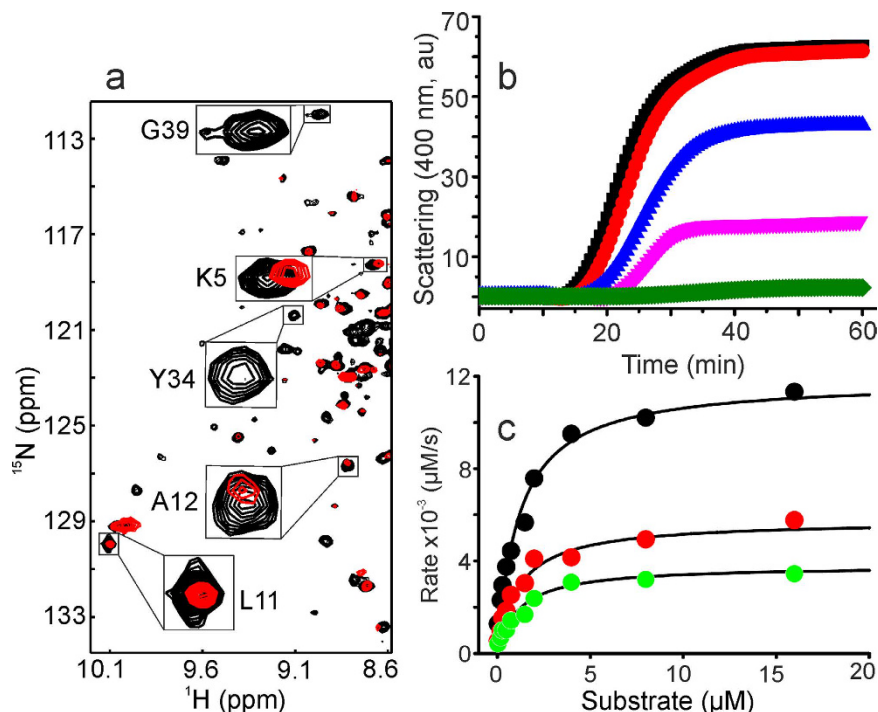 a
G39
K5
Y34
A12
L11
113
117
121
125
129
133
¹⁵N (ppm)
10.1 9.6 9.1 8.6
¹H (ppm)
b
70
50
30
10
Scattering (400 nm, au)
0 20 40 60
Time (min)
c
12
8
4
0
Rate x10⁻³ (µM/s)
0 5 10 15 20
Substrate (µM)